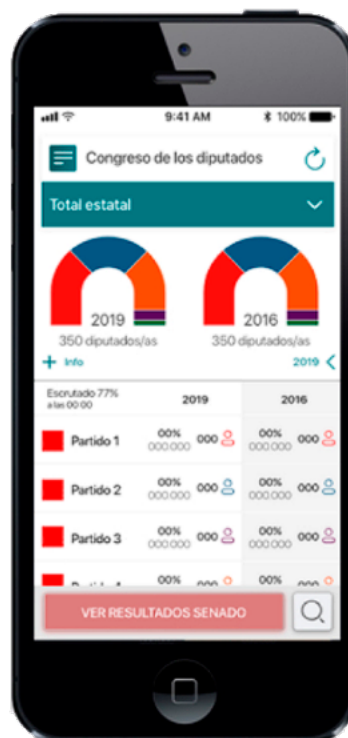 9:41 AM 100%
Congreso de los diputados
Total estatal
2019 2016
350 diputados/as 350 diputados/as
+ Info 2019
Escrutado 77% 2019 2016
a las 00:00
Partido 1 00% 000 00% 000
000.000 000.000
Partido 2 00% 000 00% 000
000.000 000.000
Partido 3 00% 000 00% 000
000.000 000.000
00% 000 00% 000
VER RESULTADOS SENADO